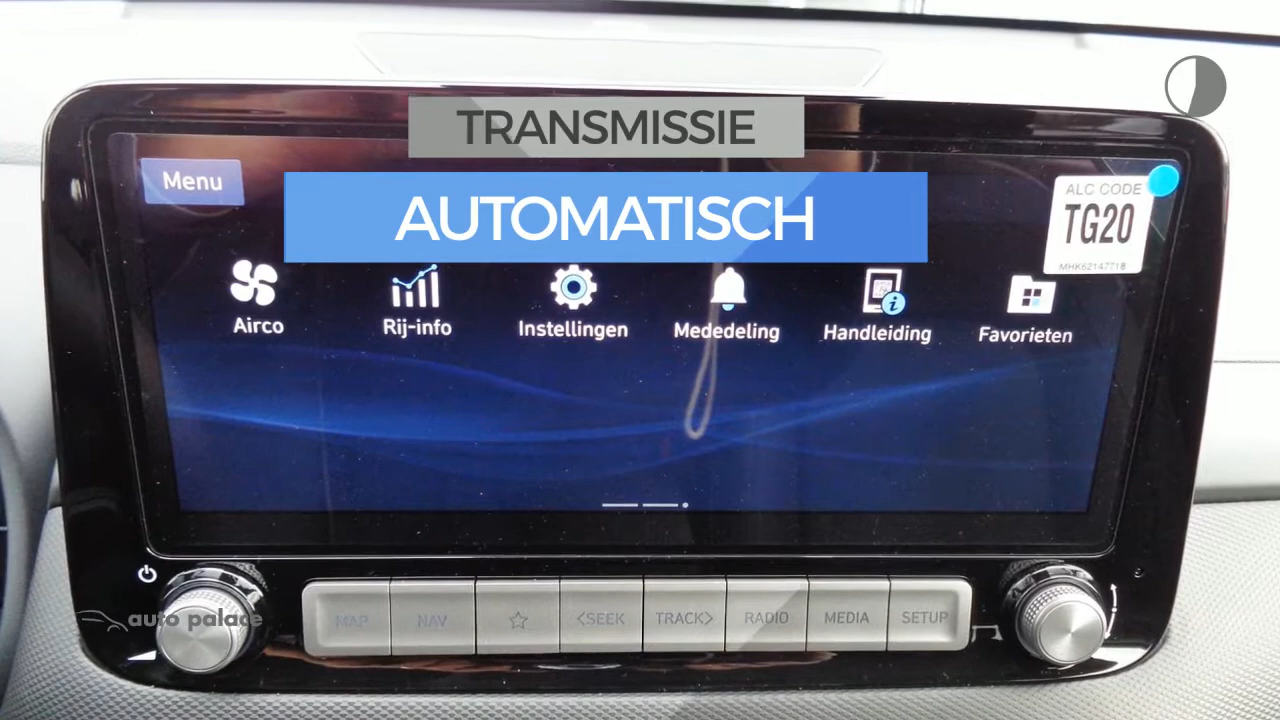 TRANSMISSIE
AUTOMATISCH
Menu
ALC CODE
TG20
MHK62147718
Airco
Rij-info
Instellingen
Mededeling
Handleiding
Favorieten
MAP
NAV
<SEEK
TRACK>
RADIO
MEDIA
SETUP
auto palace